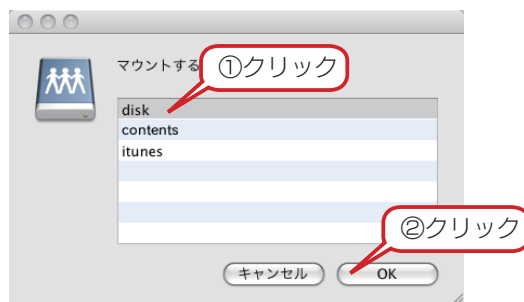 マウントする
①クリック
disk
contents
itunes
②クリック
キャンセル
OK